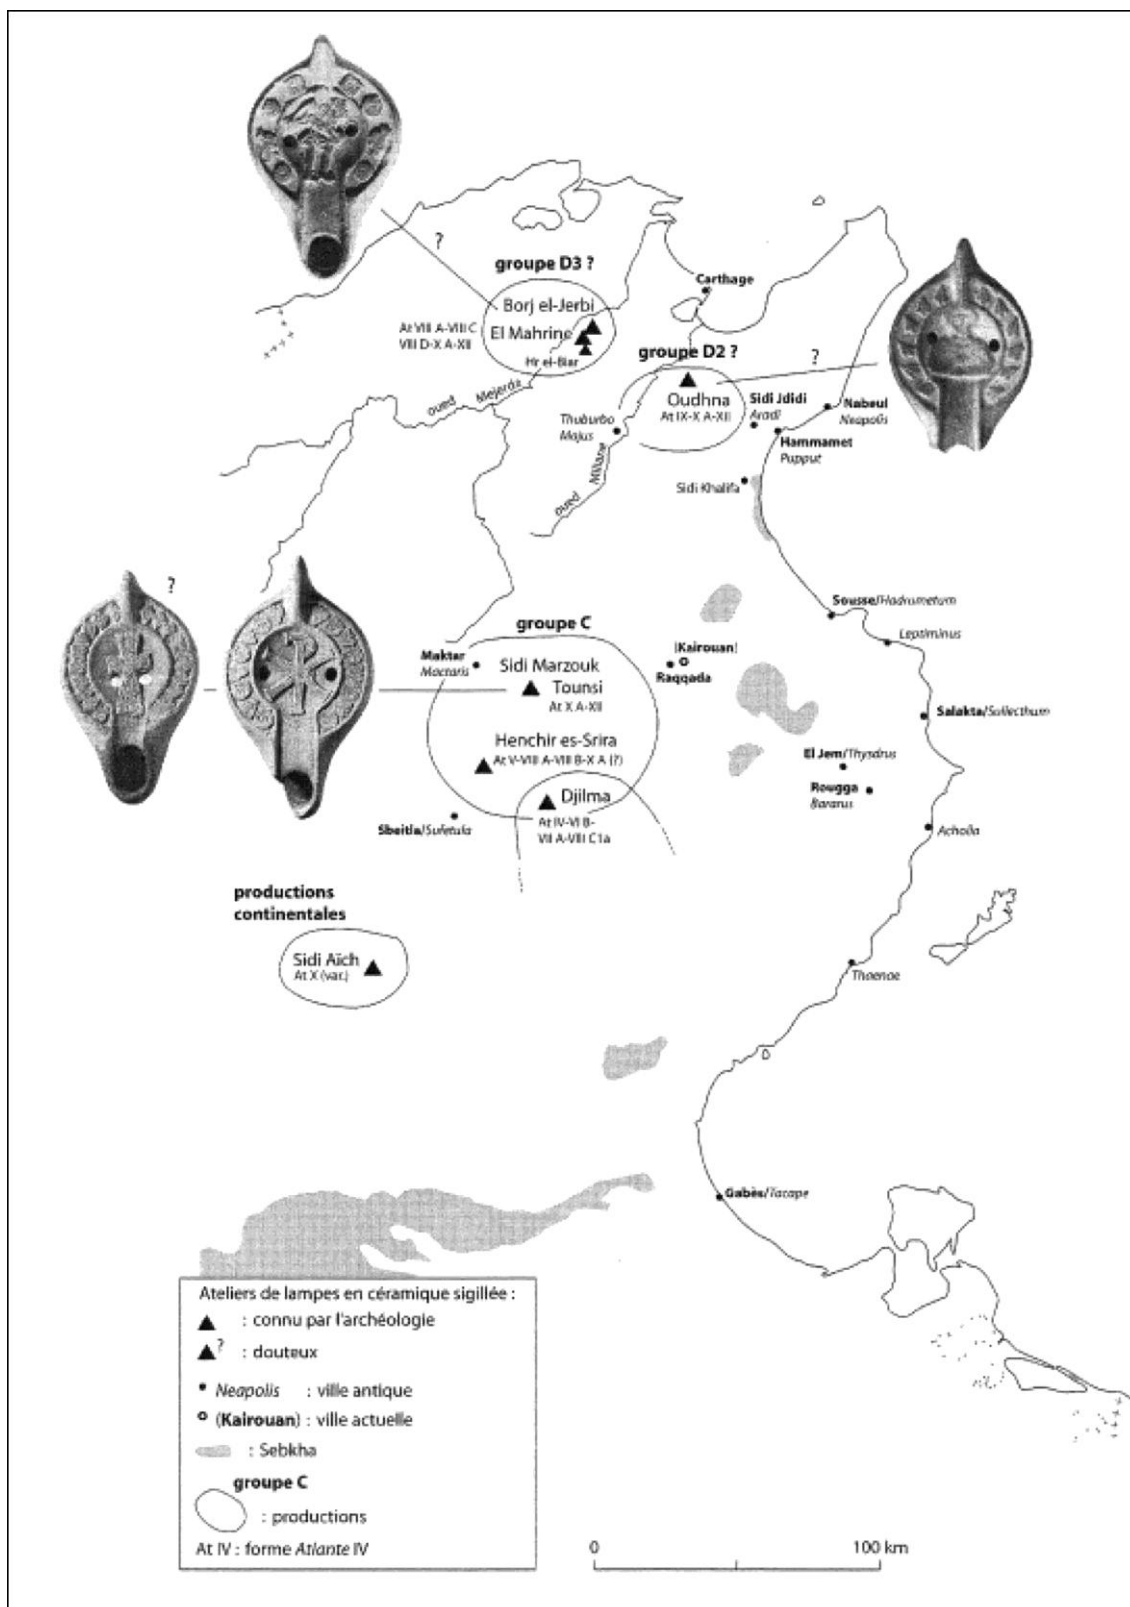 ?
groupe D3 ?
Borj el-Jerbi
At VIII A-VIII C
VIII D-X A-XII
El Mahrine
Hr el-Biar
oued Mejerda
Carthage
groupe D2 ?
?
Oudhna
At IX-X A-XII
Sidi Jdidi
Aradi
Nabeul
Neapolis
Thuburbo
Majus
Hammamet
Pupput
oued Miliane
Sidi Khalifa
?
Sousse/Hadrumetum
groupe C
Leptiminus
Maktar
Mactaris
Sidi Marzouk
Tounsi
At X A-XII
(Kairouan)
Raqqada
Salakta/Sullecthum
Henchir es-Srira
At V-VIII A-VIII B-X A (?)
El Jem/Thysdrus
Rougga
Bararus
Djilma
At IV-VI B-
VII A-VIII C1a
Sbeitla/Sufetula
Acholla
productions
continentales
Sidi Aïch
At X (var.)
Thaenae
Gabès/Tacape
Ateliers de lampes en céramique sigillée :
: connu par l'archéologie
? : douteux
Neapolis : ville antique
(Kairouan) : ville actuelle
: Sebkha
groupe C
: productions
At IV : forme Atlante IV
0 100 km